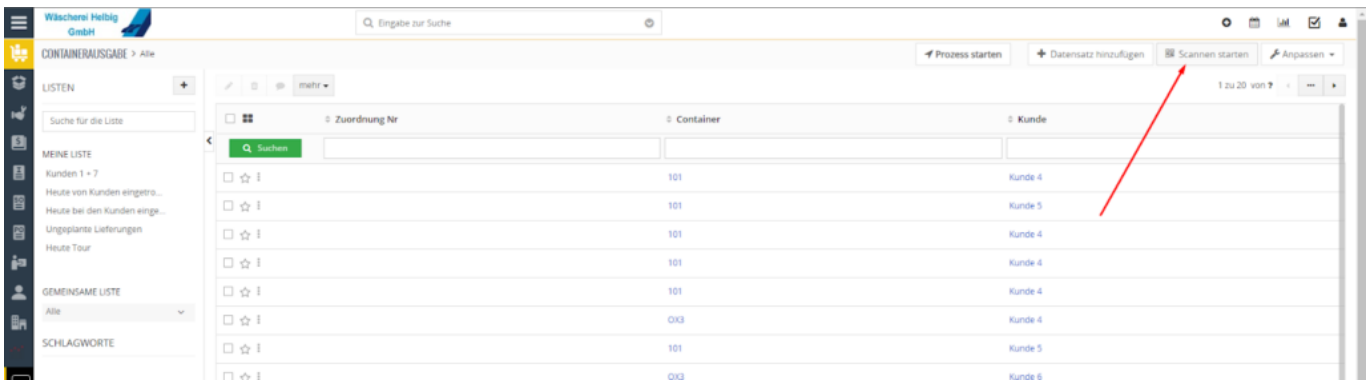 Wäscherei Helbig
GmbH
Eingabe zur Suche
CONTAINERAUSGABE > Alle
Prozess starten
Datensatz hinzufügen
Scannen starten
Anpassen
LISTEN
mehr
1 zu 20 von ?
Suche für die Liste
Zuordnung Nr
Container
Kunde
Suchen
MEINE LISTE
Kunden 1 + 7
Heute von Kunden eingetro...
Heute bei den Kunden einge...
Ungeplante Lieferungen
Heute Tour
GEMEINSAME LISTE
Alle
SCHLAGWORTE
101 Kunde 4
101 Kunde 5
101 Kunde 4
101 Kunde 4
101 Kunde 4
OX3 Kunde 4
101 Kunde 5
OX3 Kunde 6